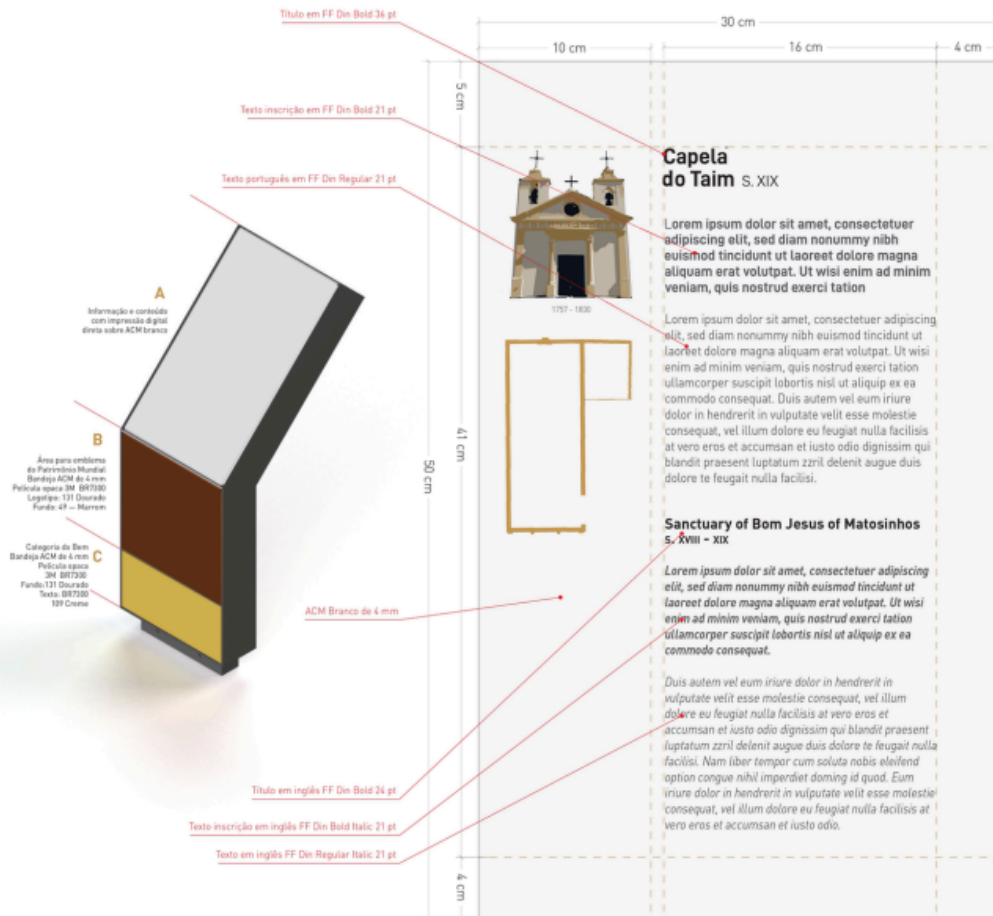 Título em FF Din Bold 36 pt
30 cm
10 cm
16 cm
4 cm
5 cm
Texto inscrição em FF Din Bold 21 pt
Texto português em FF Din Regular 21 pt
A
Informação e conteúdo
com impressão digital
direta sobre ACM branco
B
Área para emblema
do Patrimônio Mundial
Bandeja ACM de 4 mm
Película opaca 3M BR7300
Logotipo: 131 Dourado
Fundo: 49 — Marrom
C
Categoria do Bem
Bandeja ACM de 4 mm
Película opaca
3M BR7300
Fundo:131 Dourado
Texto: BR7300
109 Creme
50 cm
41 cm
4 cm
ACM Branco de 4 mm
Título em inglês FF Din Bold 24 pt
Texto inscrição em inglês FF Din Bold Italic 21 pt
Texto em inglês FF Din Regular Italic 21 pt
1757 - 1830
Capela
do Taim S. XIX
Lorem ipsum dolor sit amet, consectetuer
adipiscing elit, sed diam nonummy nibh
euismod tincidunt ut laoreet dolore magna
aliquam erat volutpat. Ut wisi enim ad minim
veniam, quis nostrud exerci tation
Lorem ipsum dolor sit amet, consectetuer adipiscing
elit, sed diam nonummy nibh euismod tincidunt ut
laoreet dolore magna aliquam erat volutpat. Ut wisi
enim ad minim veniam, quis nostrud exerci tation
ullamcorper suscipit lobortis nisl ut aliquip ex ea
commodo consequat. Duis autem vel eum iriure
dolor in hendrerit in vulputate velit esse molestie
consequat, vel illum dolore eu feugiat nulla facilisis
at vero eros et accumsan et iusto odio dignissim qui
blandit praesent luptatum zzril delenit augue duis
dolore te feugait nulla facilisi.
Sanctuary of Bom Jesus of Matosinhos
S. XVIII – XIX
Lorem ipsum dolor sit amet, consectetuer adipiscing
elit, sed diam nonummy nibh euismod tincidunt ut
laoreet dolore magna aliquam erat volutpat. Ut wisi
enim ad minim veniam, quis nostrud exerci tation
ullamcorper suscipit lobortis nisl ut aliquip ex ea
commodo consequat.
Duis autem vel eum iriure dolor in hendrerit in
vulputate velit esse molestie consequat, vel illum
dolore eu feugiat nulla facilisis at vero eros et
accumsan et iusto odio dignissim qui blandit praesent
luptatum zzril delenit augue duis dolore te feugait nulla
facilisi. Nam liber tempor cum soluta nobis eleifend
option congue nihil imperdiet doming id quod. Eum
iriure dolor in hendrerit in vulputate velit esse molestie
consequat, vel illum dolore eu feugiat nulla facilisis at
vero eros et accumsan et iusto odio.